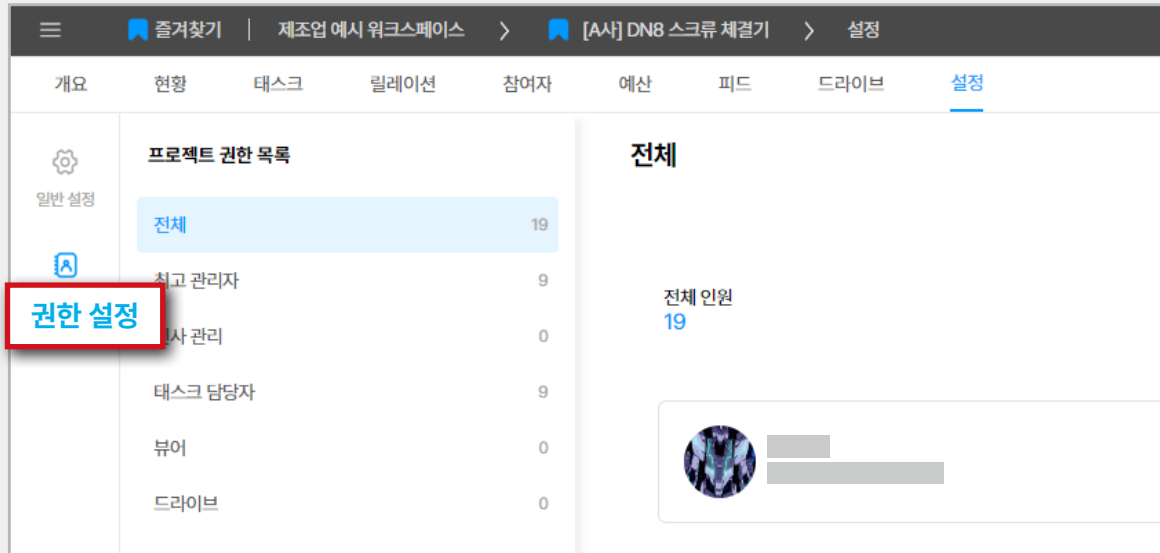 즐겨찾기 | 제조업 예시 워크스페이스 > [A사] DN8 스크류 체결기 > 설정
개요 현황 태스크 릴레이션 참여자 예산 피드 드라이브 설정
일반 설정
권한 설정
프로젝트 권한 목록
전체 19
최고 관리자 9
사 관리 0
태스크 담당자 9
뷰어 0
드라이브 0
전체
전체 인원
19